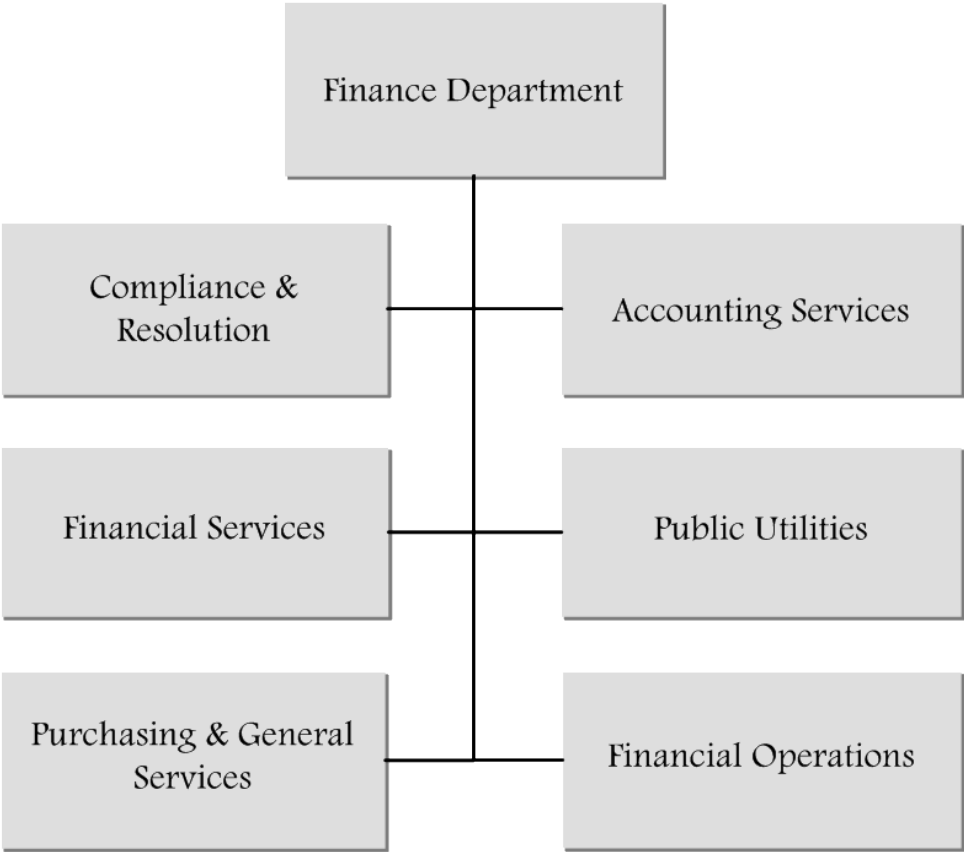 Finance Department
Compliance &
Resolution
Accounting Services
Financial Services
Public Utilities
Purchasing & General
Services
Financial Operations